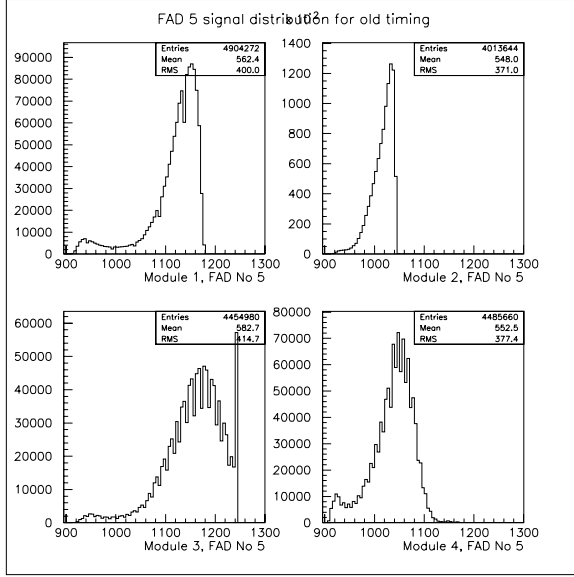 FAD 5 signal distribution for old timing
x 10²
Entries 4904272
Mean 562.4
RMS 400.0
90000
80000
70000
60000
50000
40000
30000
20000
10000
0
900 1000 1100 1200 1300
Module 1, FAD No 5
Entries 4013644
Mean 548.0
RMS 371.0
1400
1200
1000
800
600
400
200
0
900 1000 1100 1200 1300
Module 2, FAD No 5
Entries 4454980
Mean 582.7
RMS 414.7
60000
50000
40000
30000
20000
10000
0
900 1000 1100 1200 1300
Module 3, FAD No 5
Entries 4485660
Mean 552.5
RMS 377.4
80000
70000
60000
50000
40000
30000
20000
10000
0
900 1000 1100 1200 1300
Module 4, FAD No 5